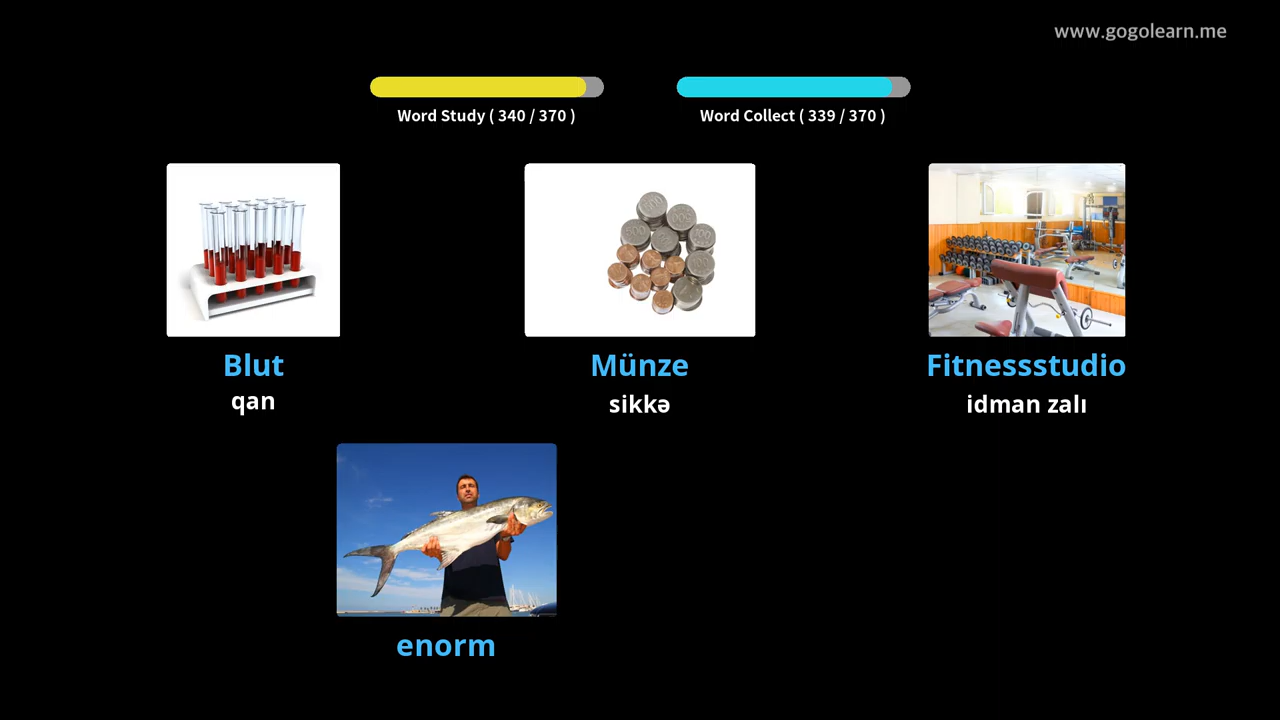 www.gogolearn.me
Word Study ( 340 / 370 )
Word Collect ( 339 / 370 )
Blut
qan
Münze
sikkə
Fitnessstudio
idman zalı
enorm